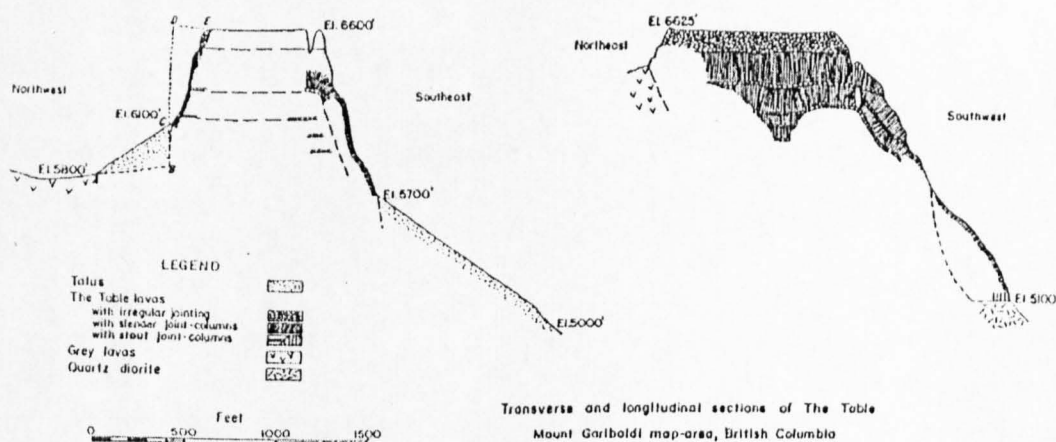 D E
El. 6600'
Northwest
Southeast
El. 6100'
C
El. 5800'
El. 5700'
El. 5000'
El. 6625'
Northeast
Southwest
El. 5100
LEGEND
Talus
The Table lavas
with irregular jointing
with slender joint-columns
with stout joint-columns
Grey lavas
Quartz diorite
Feet
0 500 1000 1500
Transverse and longitudinal sections of The Table
Mount Garibaldi map-area, British Columbia